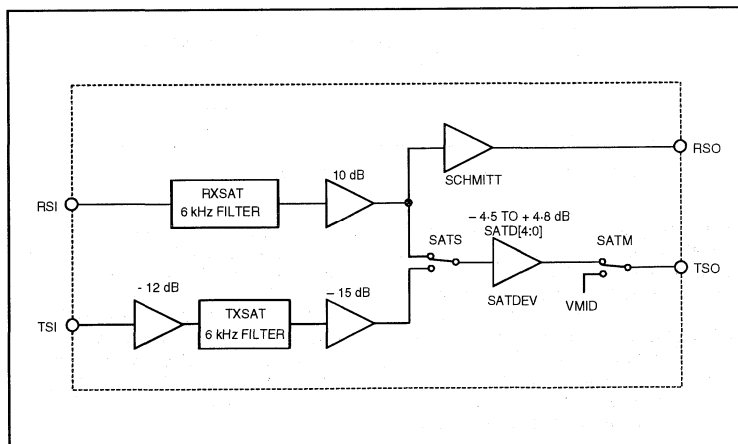 10 dB
SCHMITT
RSO
RSI
RXSAT
6 kHz FILTER
– 4·5 TO + 4·8 dB
SATD[4:0]
SATS
SATM
TSO
SATDEV
VMID
- 12 dB
TXSAT
6 kHz FILTER
– 15 dB
TSI